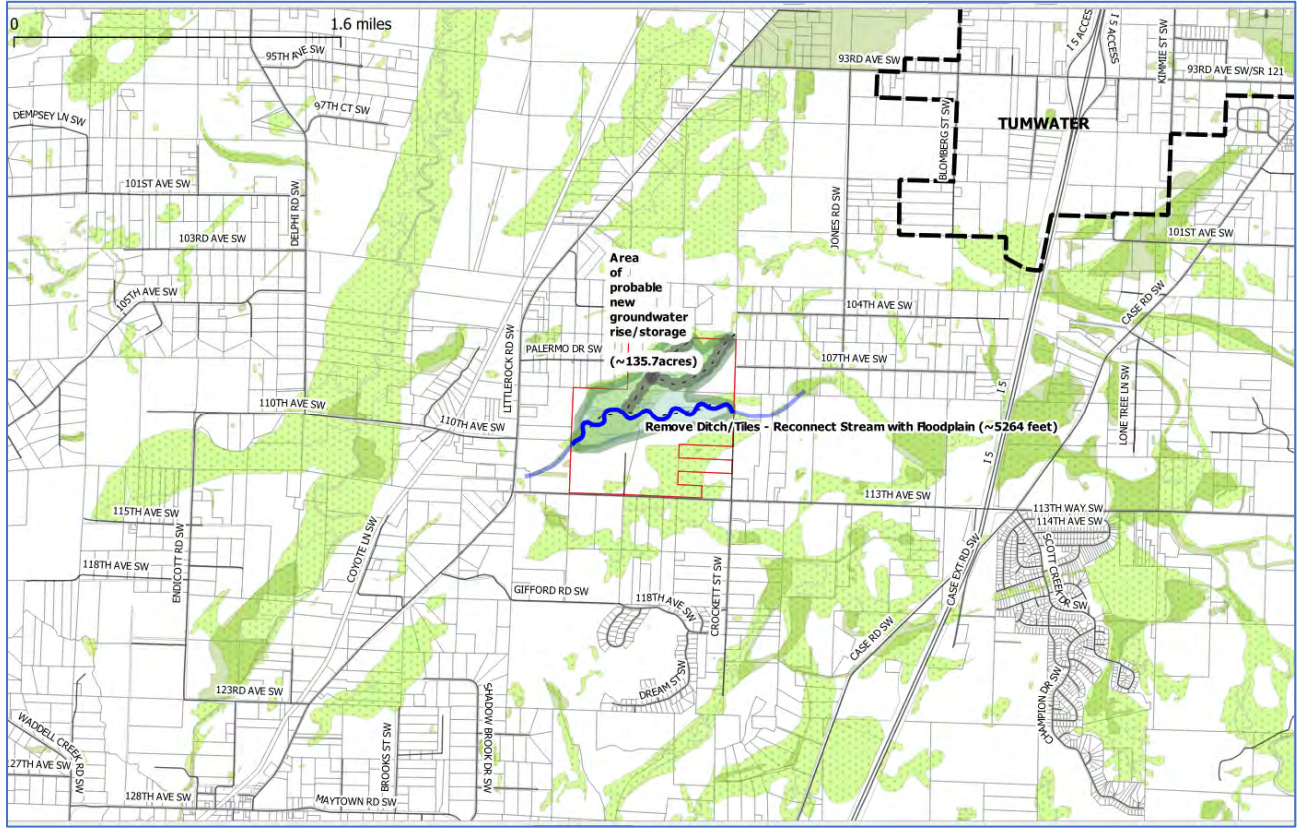 0
1.6 miles
95TH AVE SW
I 5 ACCESS
I 5 ACCESS
KIMMIE ST SW
93RD AVE SW
93RD AVE SW/SR 121
97TH CT SW
DEMPSEY LN SW
BLOMBERG ST SW
TUMWATER
101ST AVE SW
DELPHI RD SW
JONES RD SW
103RD AVE SW
101ST AVE SW
Area
of
probable
new
groundwater
rise/storage
(~135.7acres)
105TH AVE SW
104TH AVE SW
CASE RD SW
LITTLEROCK RD SW
PALERMO DR SW
107TH AVE SW
I 5
LONE TREE LN SW
110TH AVE SW
110TH AVE SW
Remove Ditch/Tiles - Reconnect Stream with Floodplain (~5264 feet)
I 5
113TH AVE SW
113TH WAY SW
114TH AVE SW
115TH AVE SW
ENDICOTT RD SW
COYOTE LN SW
SCOTT CREEK DR SW
118TH AVE SW
GIFFORD RD SW
118TH AVE SW
CROCKETT ST SW
CASE EXT RD SW
CASE RD SW
DREAM ST SW
CHAMPION DR SW
123RD AVE SW
SHADOW BROOK DR SW
WADDELL CREEK RD SW
BROOKS ST SW
127TH AVE SW
128TH AVE SW
MAYTOWN RD SW